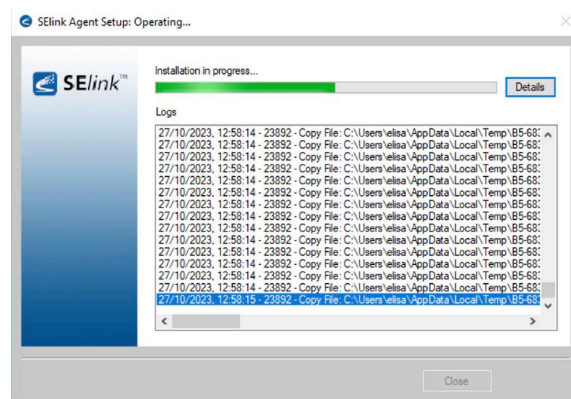 SElink Agent Setup: Operating...
SElink™
Installation in progress...
Details
Logs
27/10/2023, 12:58:14 - 23892 - Copy File: C:\Users\elisa\AppData\Local\Temp\B5-68
27/10/2023, 12:58:14 - 23892 - Copy File: C:\Users\elisa\AppData\Local\Temp\B5-68
27/10/2023, 12:58:14 - 23892 - Copy File: C:\Users\elisa\AppData\Local\Temp\B5-68
27/10/2023, 12:58:14 - 23892 - Copy File: C:\Users\elisa\AppData\Local\Temp\B5-68
27/10/2023, 12:58:14 - 23892 - Copy File: C:\Users\elisa\AppData\Local\Temp\B5-68
27/10/2023, 12:58:14 - 23892 - Copy File: C:\Users\elisa\AppData\Local\Temp\B5-68
27/10/2023, 12:58:14 - 23892 - Copy File: C:\Users\elisa\AppData\Local\Temp\B5-68
27/10/2023, 12:58:14 - 23892 - Copy File: C:\Users\elisa\AppData\Local\Temp\B5-68
27/10/2023, 12:58:14 - 23892 - Copy File: C:\Users\elisa\AppData\Local\Temp\B5-68
27/10/2023, 12:58:14 - 23892 - Copy File: C:\Users\elisa\AppData\Local\Temp\B5-68
27/10/2023, 12:58:14 - 23892 - Copy File: C:\Users\elisa\AppData\Local\Temp\B5-68
27/10/2023, 12:58:14 - 23892 - Copy File: C:\Users\elisa\AppData\Local\Temp\B5-68
27/10/2023, 12:58:14 - 23892 - Copy File: C:\Users\elisa\AppData\Local\Temp\B5-68
27/10/2023, 12:58:14 - 23892 - Copy File: C:\Users\elisa\AppData\Local\Temp\B5-68
27/10/2023, 12:58:15 - 23892 - Copy File: C:\Users\elisa\AppData\Local\Temp\B5-68
Close